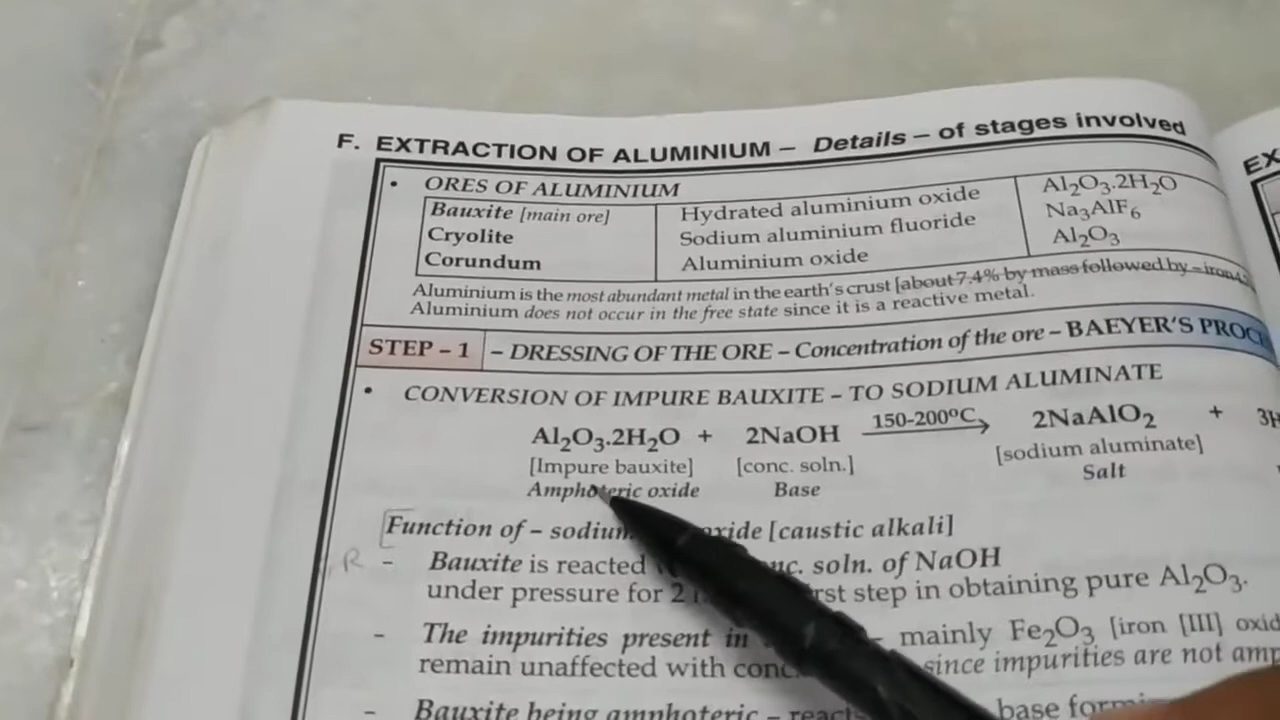 F. EXTRACTION OF ALUMINIUM – Details – of stages involved
• ORES OF ALUMINIUM
Bauxite [main ore] Hydrated aluminium oxide Al₂O₃.2H₂O
Cryolite Sodium aluminium fluoride Na₃AlF₆
Corundum Aluminium oxide Al₂O₃
Aluminium is the most abundant metal in the earth's crust [about 7.4% by mass followed by – iron
Aluminium does not occur in the free state since it is a reactive metal.
STEP – 1 – DRESSING OF THE ORE – Concentration of the ore – BAEYER'S
• CONVERSION OF IMPURE BAUXITE – TO SODIUM ALUMINATE
Al₂O₃.2H₂O + 2NaOH 150-200°C → 2NaAlO₂ +
[Impure bauxite] [conc. soln.] [sodium aluminate]
Amphoteric oxide Base Salt
Function of – [caustic alkali]
R – Bauxite is reacted soln. of NaOH
under pressure for 2 step in obtaining pure Al₂O₃.
– The impurities present in – mainly Fe₂O₃ [iron [III]
remain unaffected with since impurities are not
– Bauxite being amphoteric – base
EX